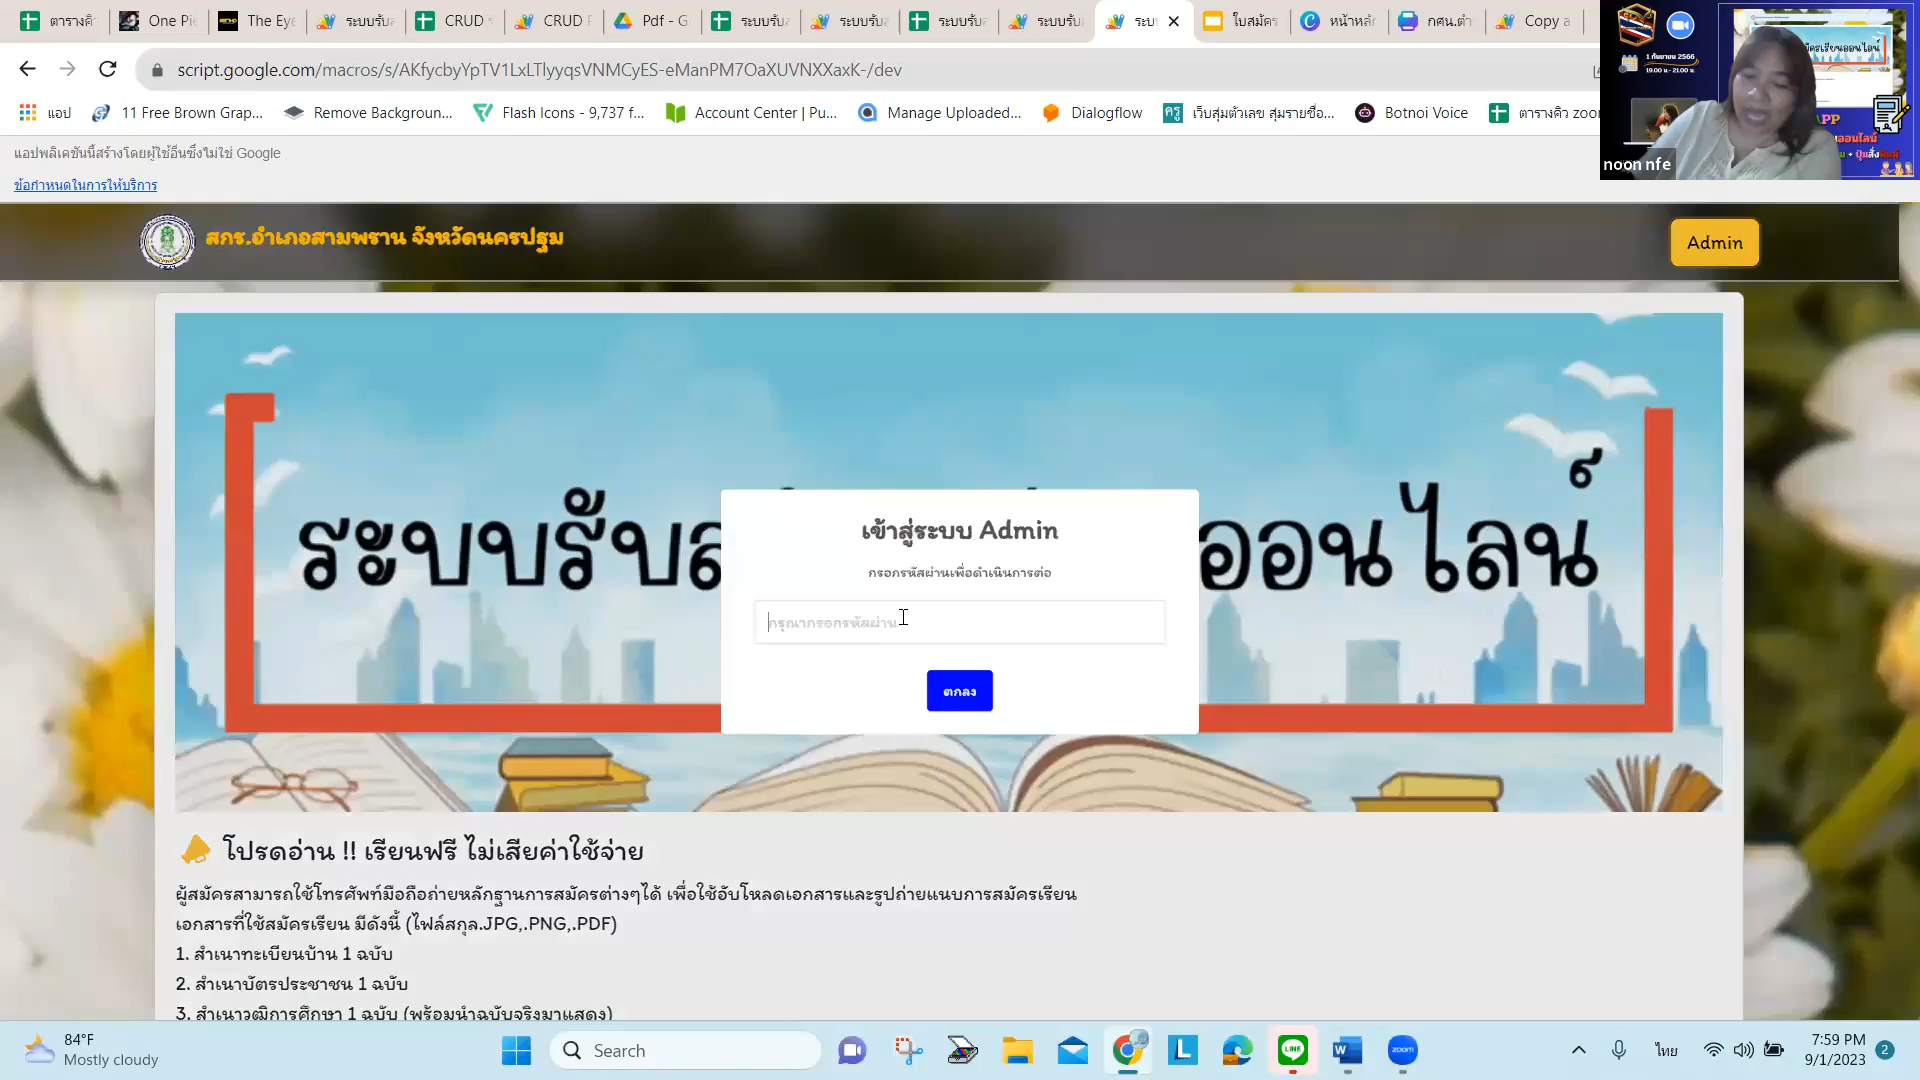 ตารางคิว
One Pie
The Eye
ระบบรับ
CRUD
CRUD
Pdf - G
ระบบรับ
ระบบรับ
ระบบรับ
ระบบรับ
ระบบ
ใบสมัคร
หน้าหลัก
กศน.ตำ
Copy
script.google.com/macros/s/AKfycbyYpTV1LxLTlyyqsVNMCyES-eManPM7OaXUVNXXaxK-/dev
แอป
11 Free Brown Grap...
Remove Backgroun...
Flash Icons - 9,737 f...
Account Center | Pu...
Manage Uploaded...
Dialogflow
ครู
เว็บสุ่มตัวเลข สุ่มรายชื่อ...
Botnoi Voice
ตารางคิว zoom
1 กันยายน 2566
19.00 น.- 21.00 น.
noon nfe
แอปพลิเคชันนี้สร้างโดยผู้ใช้อื่นซึ่งไม่ใช่ Google
ข้อกำหนดในการให้บริการ
สกร.อำเภอสามพราน จังหวัดนครปฐม
Admin
ระบบรับส
ออนไลน์
เข้าสู่ระบบ Admin
กรอกรหัสผ่านเพื่อดำเนินการต่อ
กรุณากรอกรหัสผ่าน
ตกลง
โปรดอ่าน !! เรียนฟรี ไม่เสียค่าใช้จ่าย
ผู้สมัครสามารถใช้โทรศัพท์มือถือถ่ายหลักฐานการสมัครต่างๆได้ เพื่อใช้อับโหลดเอกสารและรูปถ่ายแนบการสมัครเรียน
เอกสารที่ใช้สมัครเรียน มีดังนี้ (ไฟล์สกุล.JPG,.PNG,.PDF)
1. สำเนาทะเบียนบ้าน 1 ฉบับ
2. สำเนาบัตรประชาชน 1 ฉบับ
3. สำเนาวุฒิการศึกษา 1 ฉบับ (พร้อมนำฉบับจริงมาแสดง)
84°F
Mostly cloudy
Search
LINE
zoom
ไทย
7:59 PM
9/1/2023
2